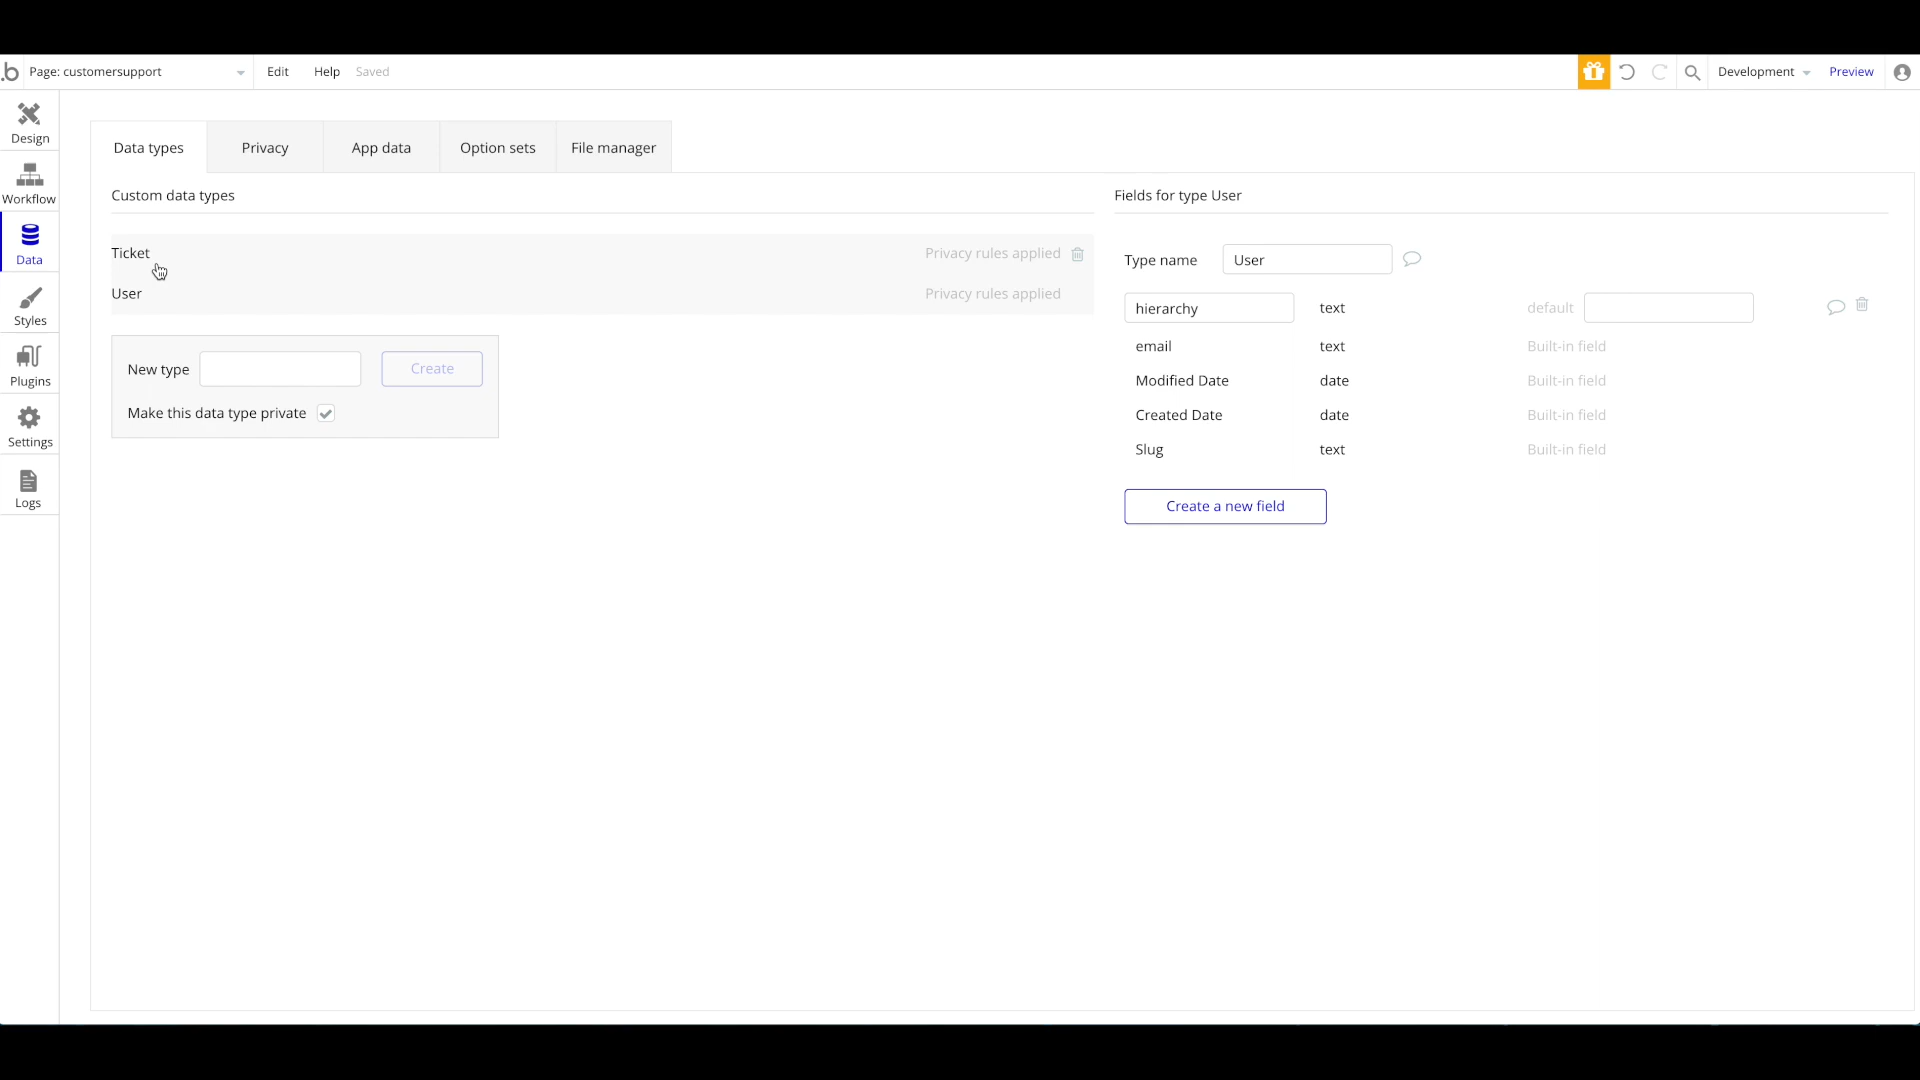 .b Page: customersupport Edit Help Saved Development Preview
Design
Workflow
Data
Styles
Plugins
Settings
Logs
Data types Privacy App data Option sets File manager
Custom data types
Ticket Privacy rules applied
User Privacy rules applied
New type Create
Make this data type private
Fields for type User
Type name User
hierarchy text default
email text Built-in field
Modified Date date Built-in field
Created Date date Built-in field
Slug text Built-in field
Create a new field